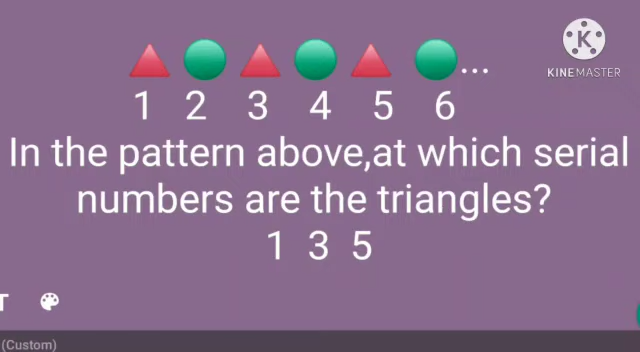 K
KINEMASTER
...
1 2 3 4 5 6
In the pattern above,at which serial
numbers are the triangles?
1 3 5
T
(Custom)